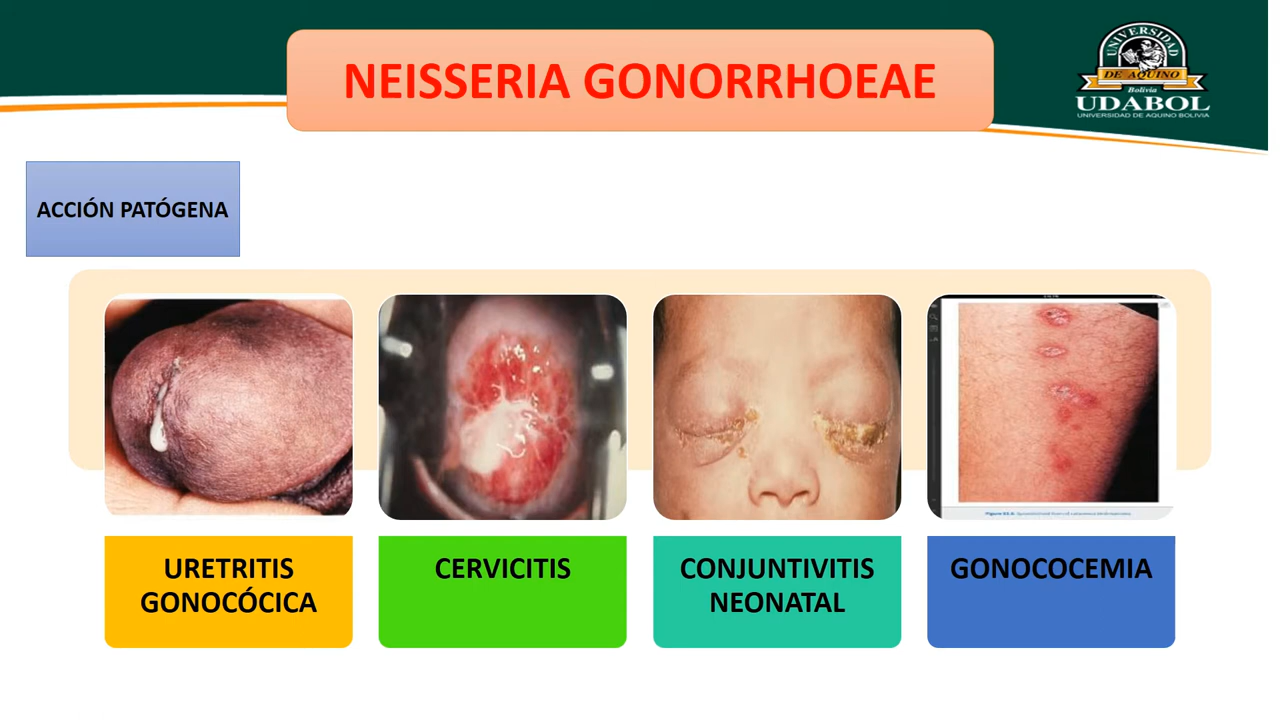 NEISSERIA GONORRHOEAE
UNIVERSIDAD
DE AQUINO
Bolivia
UDABOL
UNIVERSIDAD DE AQUINO BOLIVIA
ACCIÓN PATÓGENA
URETRITIS
GONOCÓCICA
CERVICITIS
CONJUNTIVITIS
NEONATAL
GONOCOCEMIA